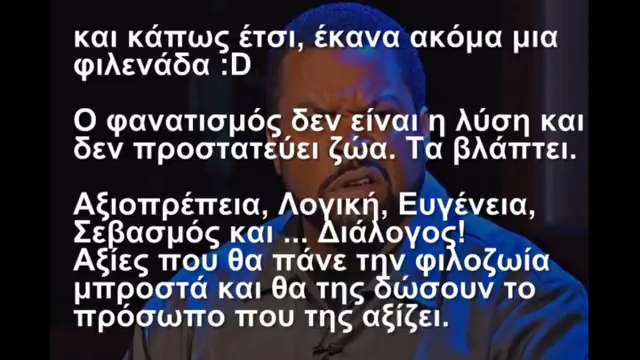 και κάπως έτσι, έκανα ακόμα μια
φιλενάδα :D
Ο φανατισμός δεν είναι η λύση και
δεν προστατεύει ζώα. Τα βλάπτει.
Αξιοπρέπεια, Λογική, Ευγένεια,
Σεβασμός και ... Διάλογος!
Αξίες που θα πάνε την φιλοζωία
μπροστά και θα της δώσουν το
πρόσωπο που της αξίζει.